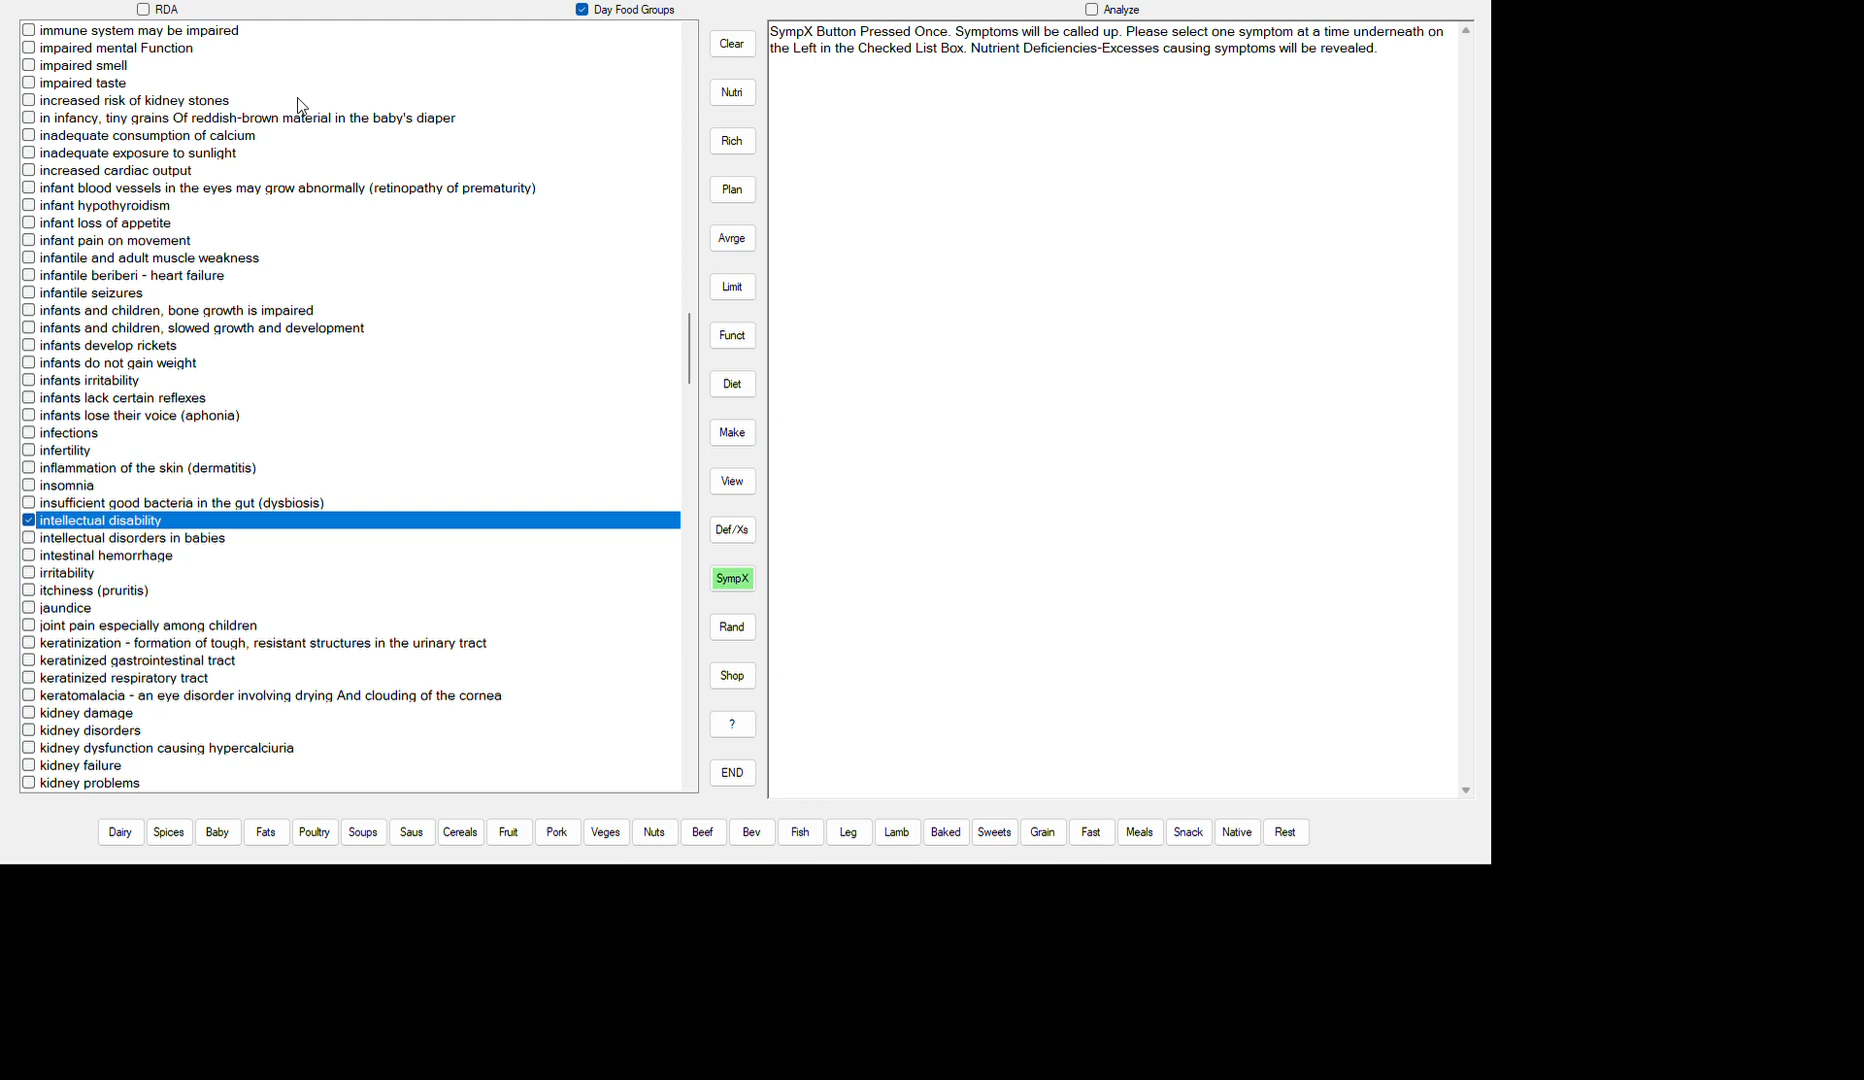 RDA
Day Food Groups
Analyze
immune system may be impaired
impaired mental Function
impaired smell
impaired taste
increased risk of kidney stones
in infancy, tiny grains Of reddish-brown material in the baby's diaper
inadequate consumption of calcium
inadequate exposure to sunlight
increased cardiac output
infant blood vessels in the eyes may grow abnormally (retinopathy of prematurity)
infant hypothyroidism
infant loss of appetite
infant pain on movement
infantile and adult muscle weakness
infantile beriberi - heart failure
infantile seizures
infants and children, bone growth is impaired
infants and children, slowed growth and development
infants develop rickets
infants do not gain weight
infants irritability
infants lack certain reflexes
infants lose their voice (aphonia)
infections
infertility
inflammation of the skin (dermatitis)
insomnia
insufficient good bacteria in the gut (dysbiosis)
intellectual disability
intellectual disorders in babies
intestinal hemorrhage
irritability
itchiness (pruritis)
jaundice
joint pain especially among children
keratinization - formation of tough, resistant structures in the urinary tract
keratinized gastrointestinal tract
keratinized respiratory tract
keratomalacia - an eye disorder involving drying And clouding of the cornea
kidney damage
kidney disorders
kidney dysfunction causing hypercalciuria
kidney failure
kidney problems
Clear
Nutri
Rich
Plan
Avrge
Limit
Funct
Diet
Make
View
Def/Xs
SympX
Rand
Shop
?
END
SympX Button Pressed Once. Symptoms will be called up. Please select one symptom at a time underneath on
the Left in the Checked List Box. Nutrient Deficiencies-Excesses causing symptoms will be revealed.
Dairy Spices Baby Fats Poultry Soups Saus Cereals Fruit Pork Veges Nuts Beef Bev Fish Leg Lamb Baked Sweets Grain Fast Meals Snack Native Rest